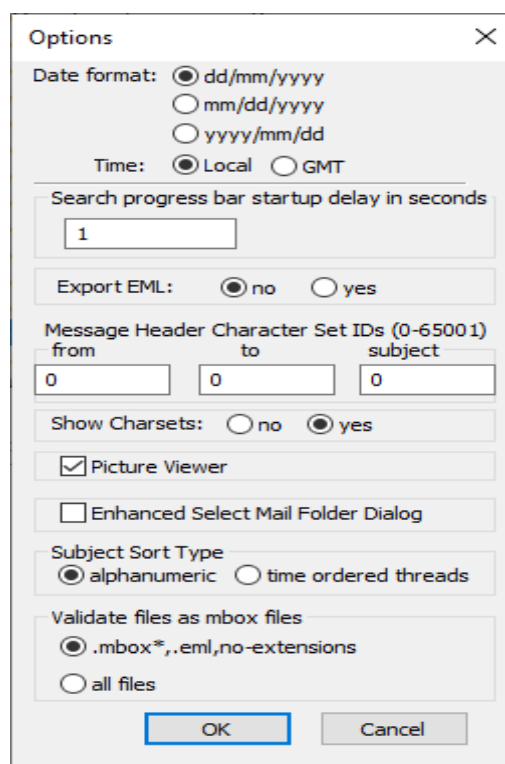 Options
Date format: dd/mm/yyyy
mm/dd/yyyy
yyyy/mm/dd
Time: Local GMT
Search progress bar startup delay in seconds
1
Export EML: no yes
Message Header Character Set IDs (0-65001)
from to subject
0 0 0
Show Charsets: no yes
Picture Viewer
Enhanced Select Mail Folder Dialog
Subject Sort Type
alphanumeric time ordered threads
Validate files as mbox files
.mbox*,.eml,no-extensions
all files
OK Cancel